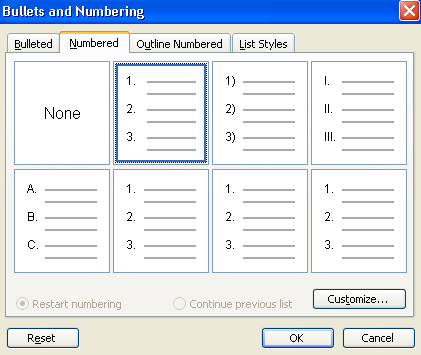 Bullets and Numbering
Bulleted Numbered Outline Numbered List Styles
None 1. 1) I.
2. 2) II.
3. 3) III.
A. 1. 1. 1.
B. 2. 2. 2.
C. 3. 3. 3.
Restart numbering Continue previous list Customize...
Reset OK Cancel